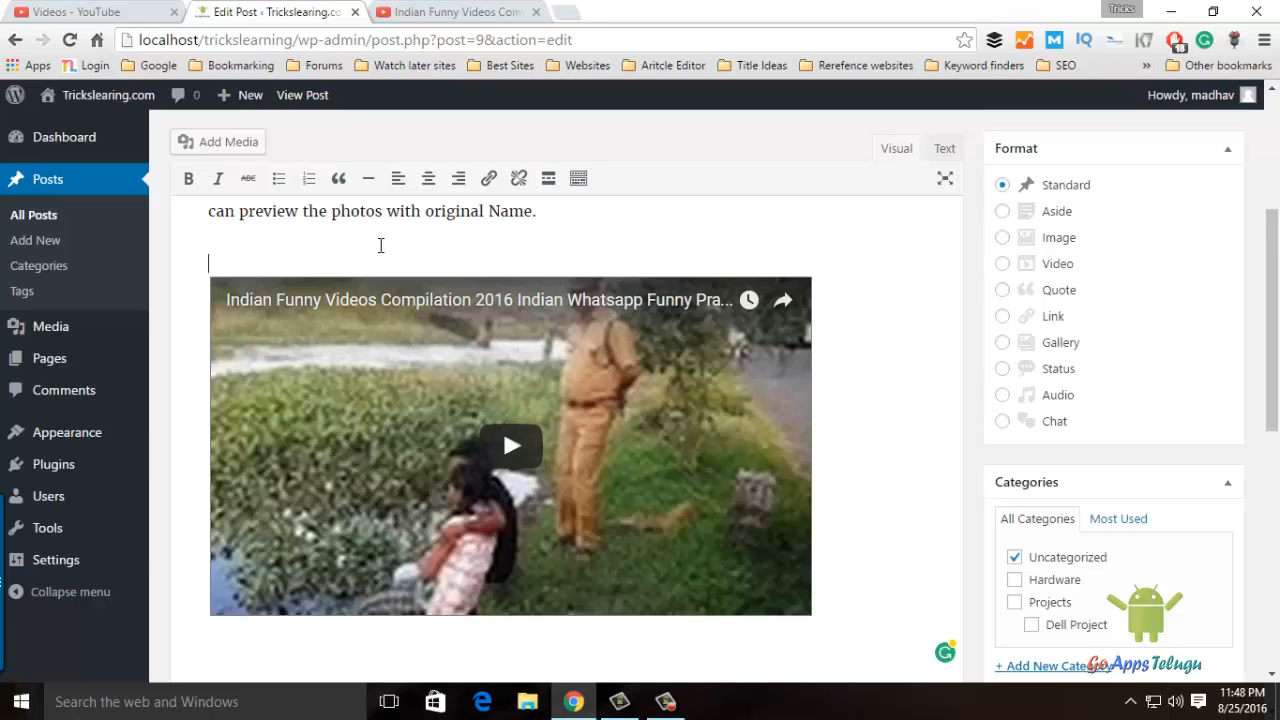 Tricks
Videos - YouTube
Edit Post ‹ Trickslearing.co
Indian Funny Videos Com
localhost/trickslearning/wp-admin/post.php?post=9&action=edit
18
Apps
Login
Google
Bookmarking
Forums
Watch later sites
Best Sites
Websites
Aritcle Editor
Title Ideas
Rerefence websites
Keyword finders
SEO
»
Other bookmarks
Trickslearing.com
0
New
View Post
Howdy, madhav
Dashboard
Posts
All Posts
Add New
Categories
Tags
Media
Pages
Comments
Appearance
Plugins
Users
Tools
Settings
Collapse menu
Add Media
Visual
Text
B I ABC
can preview the photos with original Name.
Indian Funny Videos Compilation 2016 Indian Whatsapp Funny Pra...
Format
Standard
Aside
Image
Video
Quote
Link
Gallery
Status
Audio
Chat
Categories
All Categories
Most Used
Uncategorized
Hardware
Projects
Dell Project
+ Add New Catego
GoAppsTelugu
Search the web and Windows
11:48 PM
8/25/2016